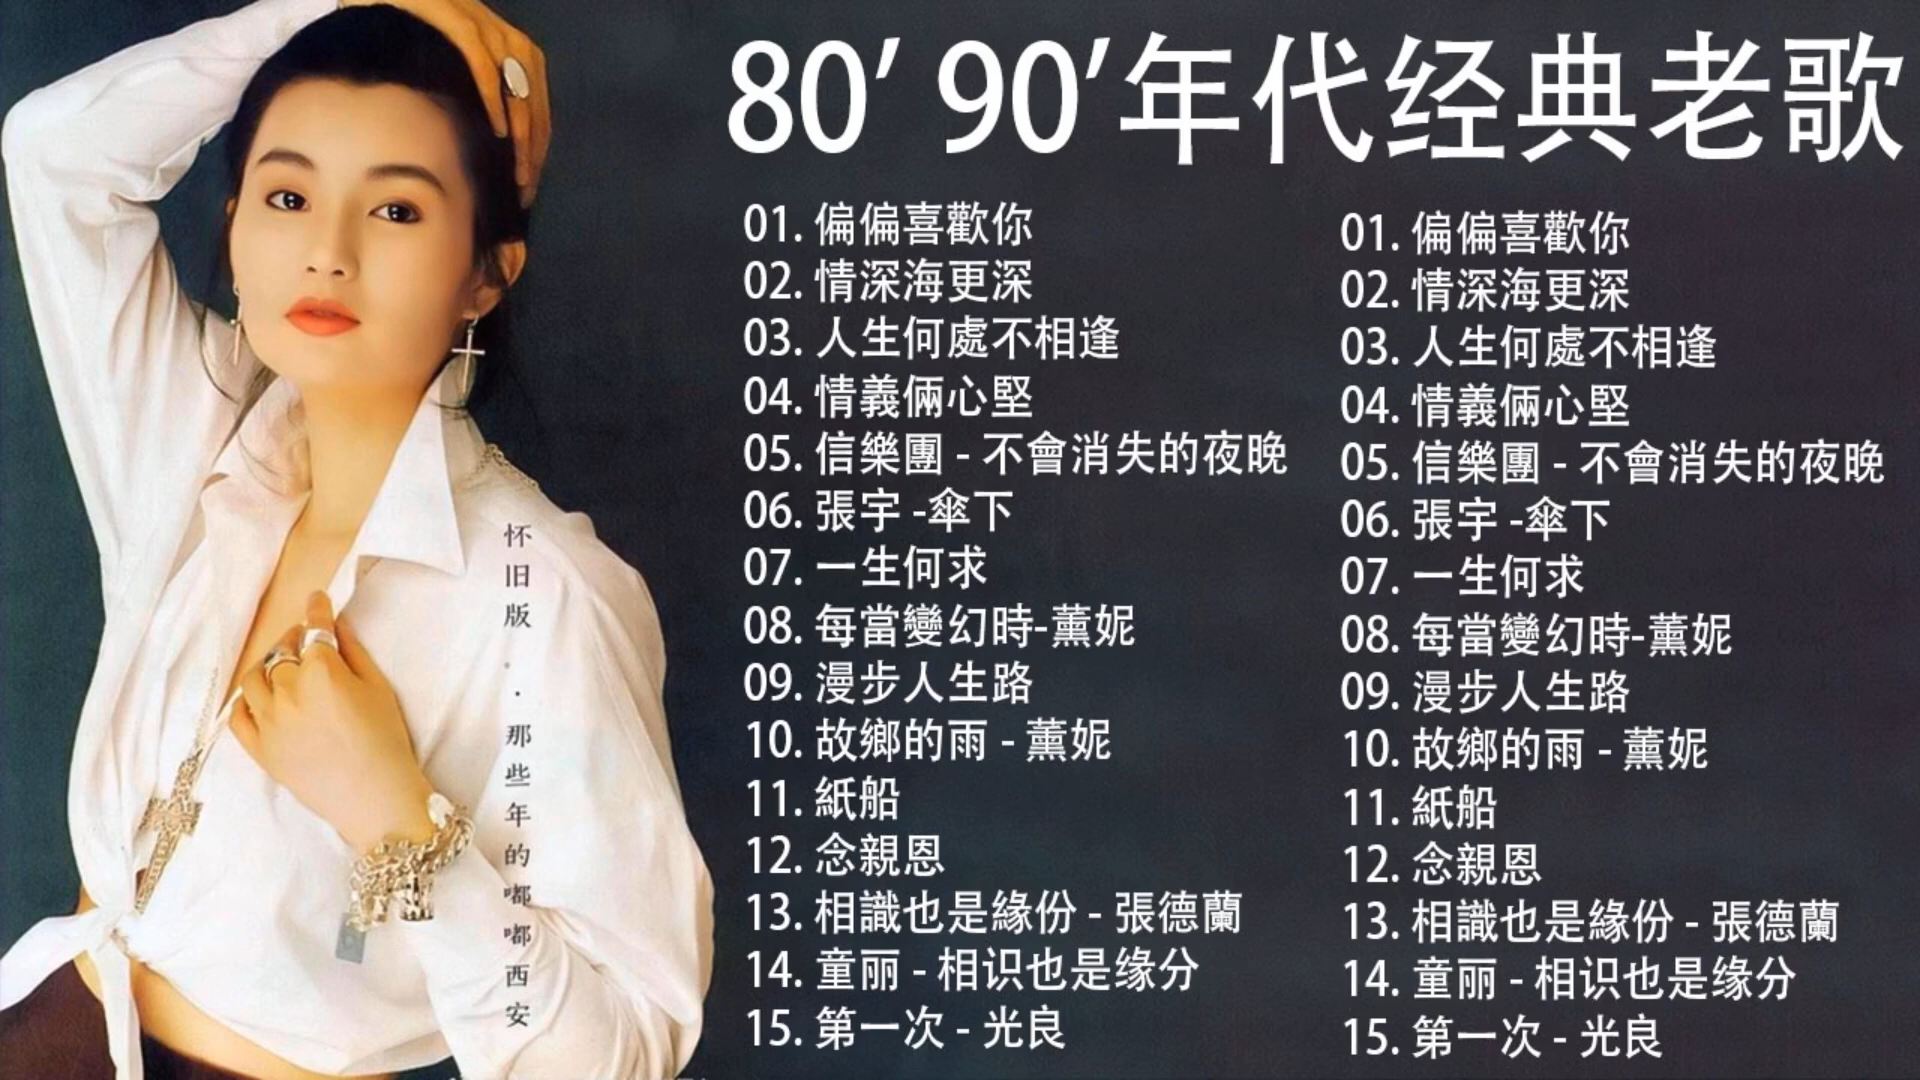 80’ 90’年代经典老歌
01. 偏偏喜歡你
02. 情深海更深
03. 人生何處不相逢
04. 情義倆心堅
05. 信樂團 - 不會消失的夜晚
06. 張宇 -傘下
07. 一生何求
08. 每當變幻時-薰妮
09. 漫步人生路
10. 故鄉的雨 - 薰妮
11. 紙船
12. 念親恩
13. 相識也是緣份 - 張德蘭
14. 童丽 - 相识也是缘分
15. 第一次 - 光良
01. 偏偏喜歡你
02. 情深海更深
03. 人生何處不相逢
04. 情義倆心堅
05. 信樂團 - 不會消失的夜晚
06. 張宇 -傘下
07. 一生何求
08. 每當變幻時-薰妮
09. 漫步人生路
10. 故鄉的雨 - 薰妮
11. 紙船
12. 念親恩
13. 相識也是緣份 - 張德蘭
14. 童丽 - 相识也是缘分
15. 第一次 - 光良
怀旧版 。· 那些年的嘟嘟西安